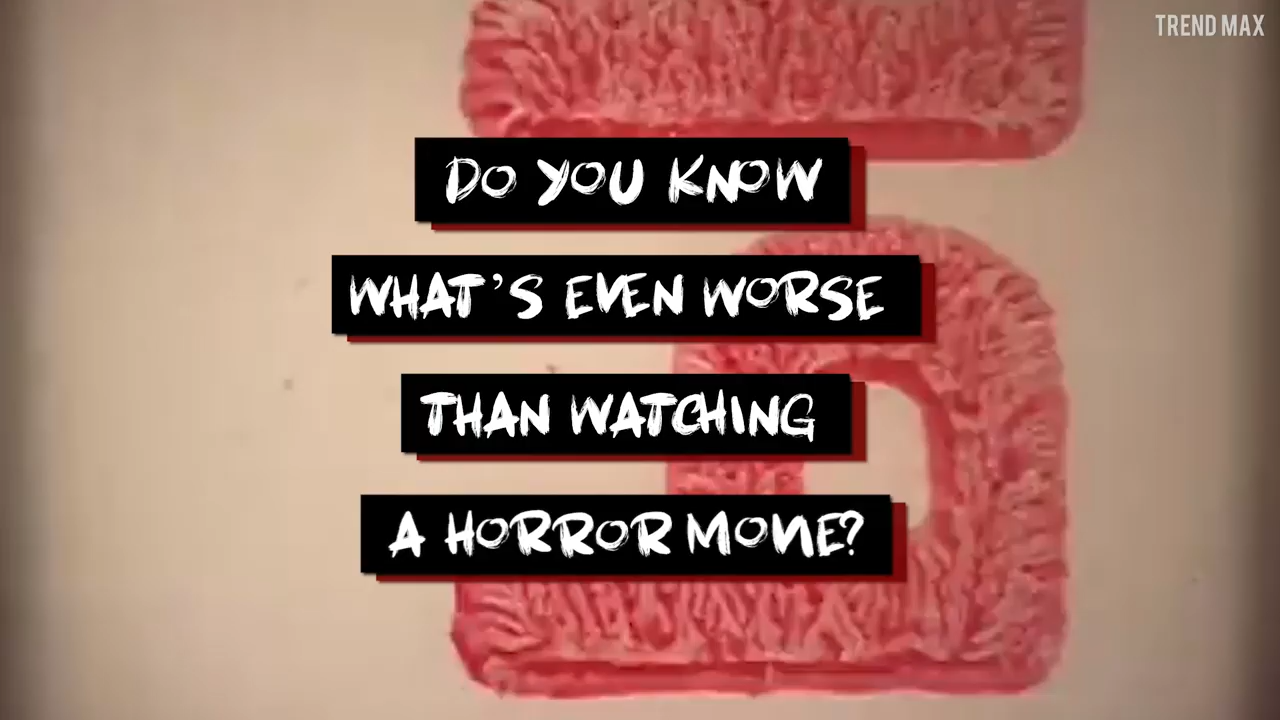 TREND MAX
DO YOU KNOW
WHAT'S EVEN WORSE
THAN WATCHING
A HORROR MOVIE?